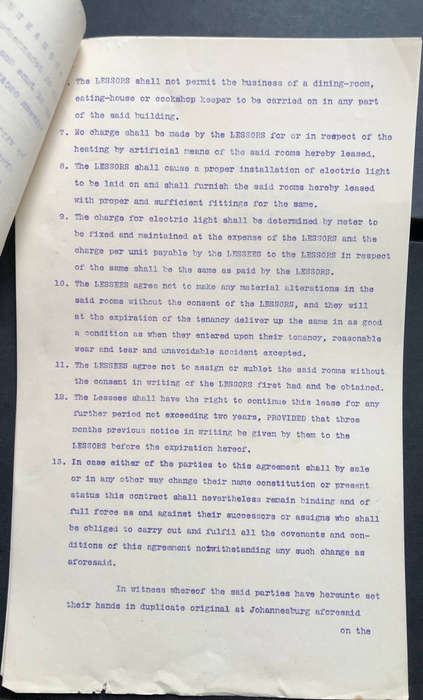 . The LESSORS shall not permit the business of a dining-room,
eating-house or cookshop keeper to be carried on in any part
of the said building.
7. No charge shall be made by the LESSORS for or in respect of the
heating by artificial means of the said rooms hereby leased.
8. The LESSORS shall cause a proper installation of electric light
to be laid on and shall furnish the said rooms hereby leased
with proper and sufficient fittings for the same.
9. The charge for electric light shall be determined by meter to
be fixed and maintained at the expense of the LESSORS and the
charge per unit payable by the LESSEES to the LESSORS in respect
of the same shall be the same as paid by the LESSORS.
10. The LESSEES agree not to make any material alterations in the
said rooms without the consent of the LESSORS, and they will
at the expiration of the tenancy deliver up the same in as good
a condition as when they entered upon their tenancy, reasonable
wear and tear and unavoidable accident excepted.
11. The LESSEES agree not to assign or sublet the said rooms without
the consent in writing of the LESSORS first had and be obtained.
12. The Lessees shall have the right to continue this lease for any
further period not exceeding two years, PROVIDED that three
months previous notice in writing be given by them to the
LESSORS before the expiration hereof.
13. In case either of the parties to this agreement shall by sale
or in any other way change their name constitution or present
status this contract shall nevertheless remain binding and of
full force as and against their successors or assigns who shall
be obliged to carry out and fulfil all the covenants and con-
ditions of this agreement notwithstanding any such change as
aforesaid.
In witness whereof the said parties have hereunto set
their hands in duplicate original at Johannesburg aforesaid
on the